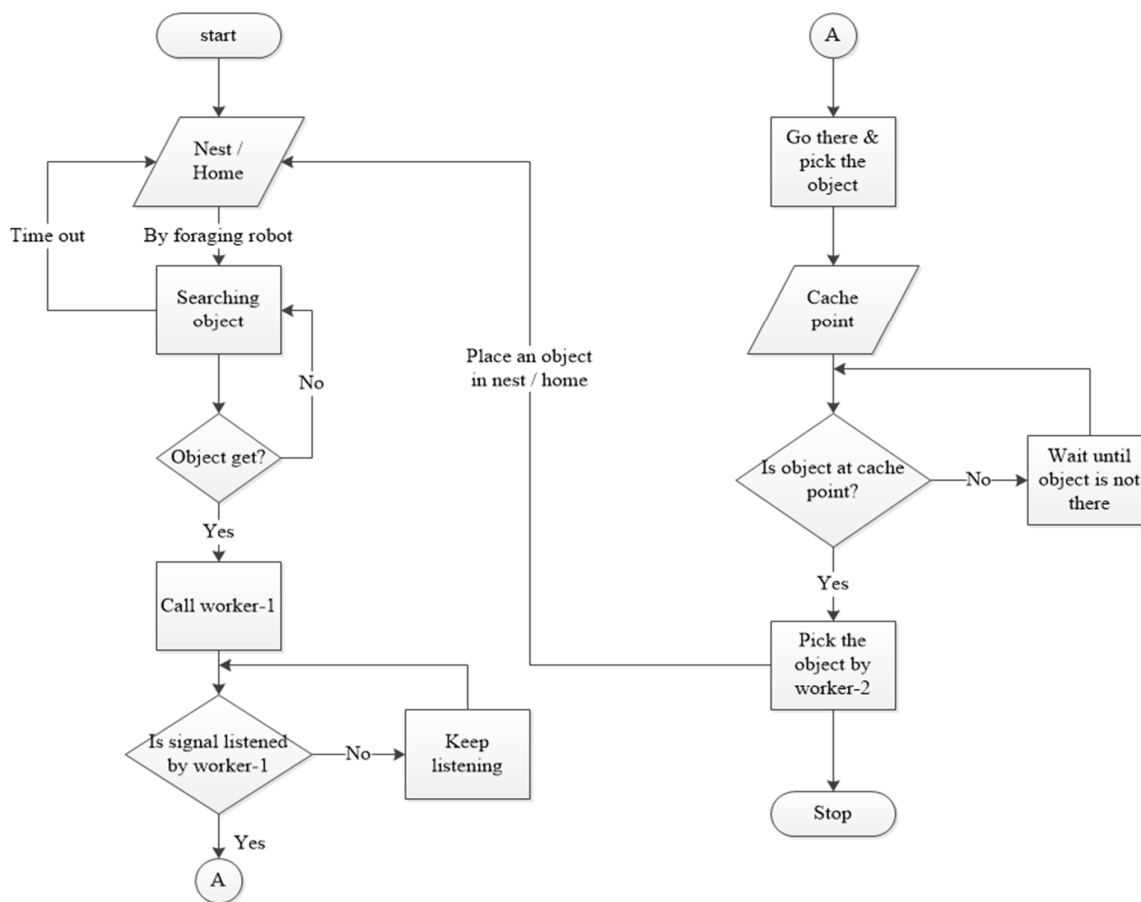 start
Nest /
Home
Time out
By foraging robot
Searching
object
No
Object get?
Yes
Call worker-1
Is signal listened
by worker-1
No
Keep
listening
Yes
A
Place an object
in nest / home
A
Go there &
pick the
object
Cache
point
Is object at cache
point?
No
Wait until
object is not
there
Yes
Pick the
object by
worker-2
Stop